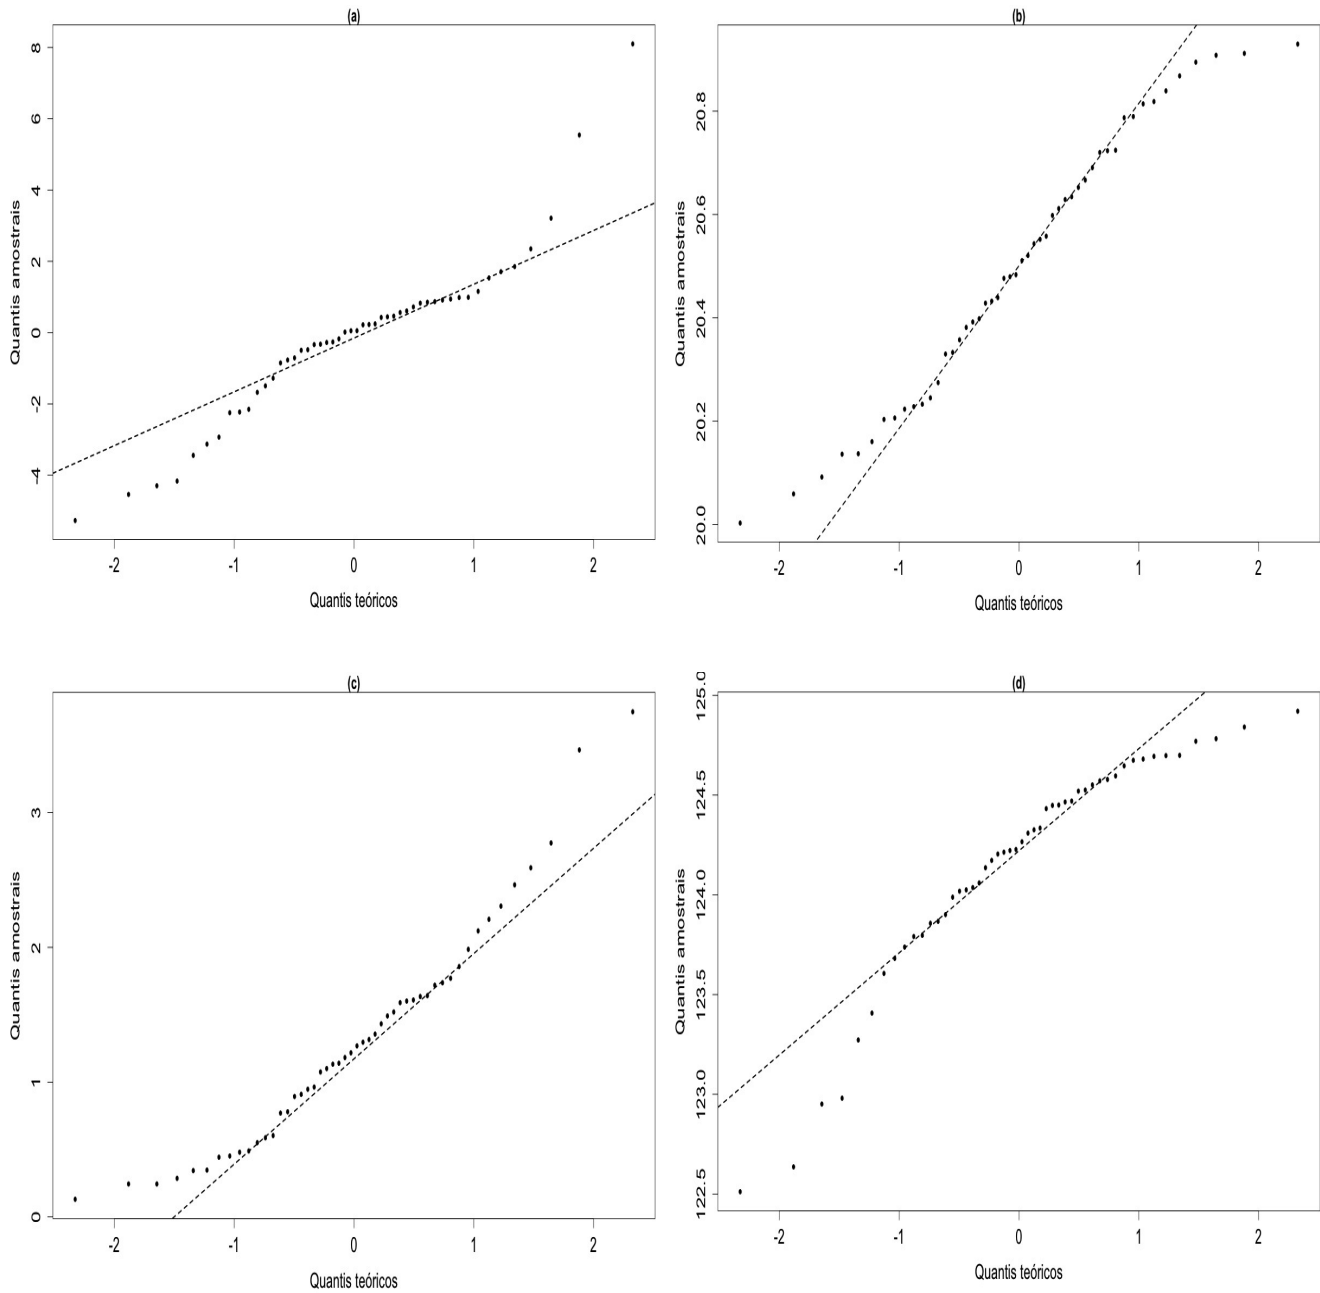 (a)
8
6
4
2
0
-2
-4
Quantis amostrais
-2 -1 0 1 2
Quantis teóricos
(b)
20.8
20.6
20.4
20.2
20.0
Quantis amostrais
-2 -1 0 1 2
Quantis teóricos
(c)
3
2
1
0
Quantis amostrais
-2 -1 0 1 2
Quantis teóricos
(d)
125.0
124.5
124.0
123.5
123.0
122.5
Quantis amostrais
-2 -1 0 1 2
Quantis teóricos